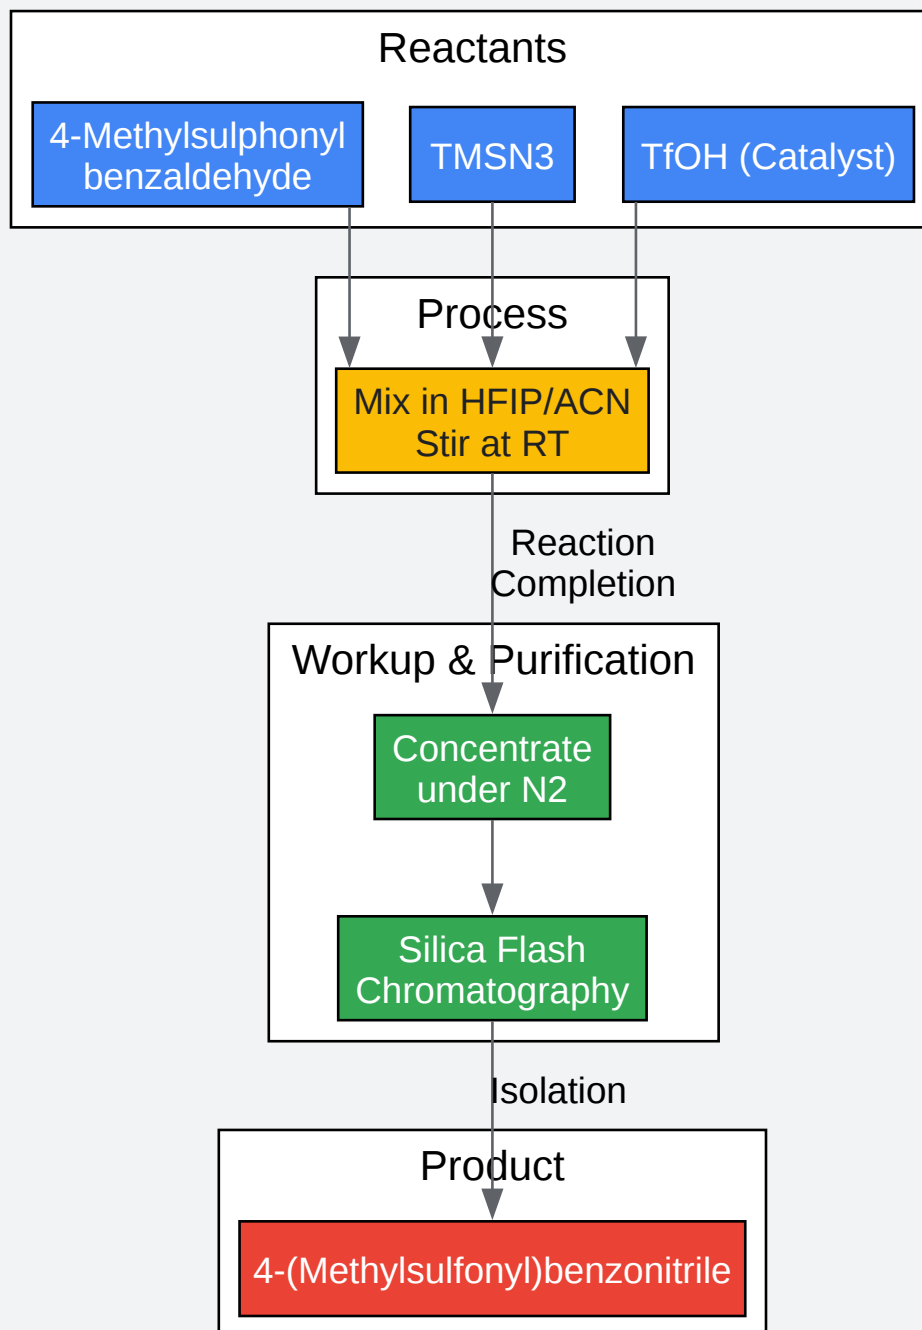 Reactants
4-Methylsulphonyl
benzaldehyde
TMSN3
TfOH (Catalyst)
Process
Mix in HFIP/ACN
Stir at RT
Reaction
Completion
Workup & Purification
Concentrate
under N2
Silica Flash
Chromatography
Isolation
Product
4-(Methylsulfonyl)benzonitrile